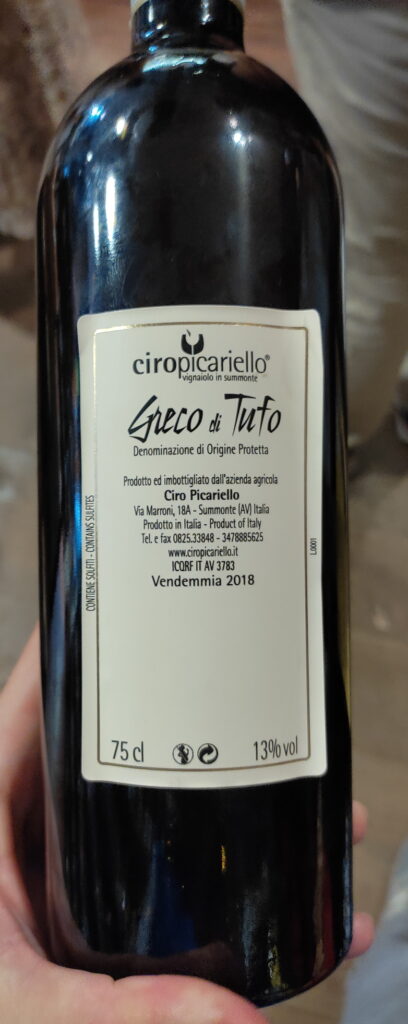 ciropicariello®
vignaiolo in summonte
Greco di Tufo
Denominazione di Origine Protetta
Prodotto ed imbottigliato dall'azienda agricola
Ciro Picariello
Via Marroni, 18A - Summonte (AV) Italia
Prodotto in Italia - Product of Italy
Tel. e fax 0825.33848 - 3478885625
www.ciropicariello.it
ICQRF IT AV 3783
Vendemmia 2018
CONTIENE SOLFITI - CONTAINS SULFITES
L0001
75 cl
13% vol